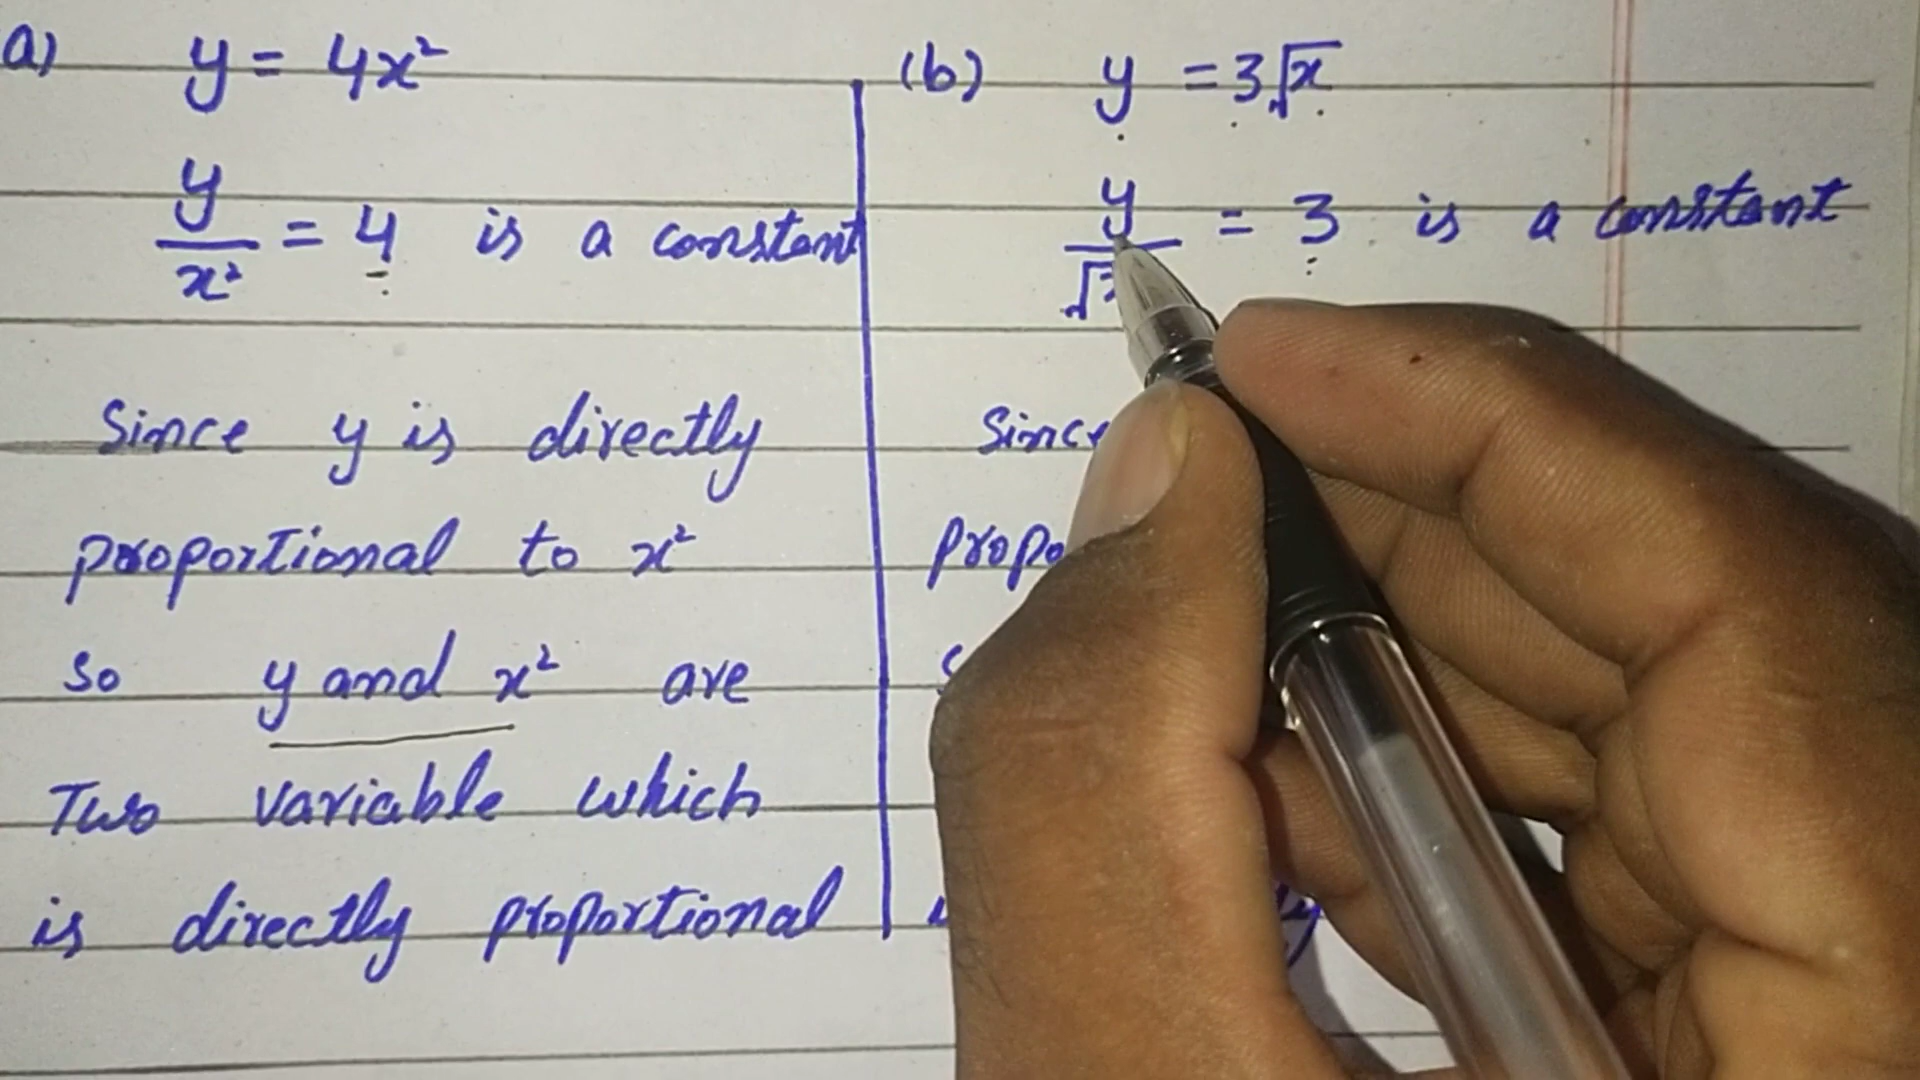 a) y = 4x²
y/x² = 4 is a constant
Since y is directly
proportional to x²
so y and x² are
Two variable which
is directly proportional
(b) y = 3√x
y/√x = 3 is a constant